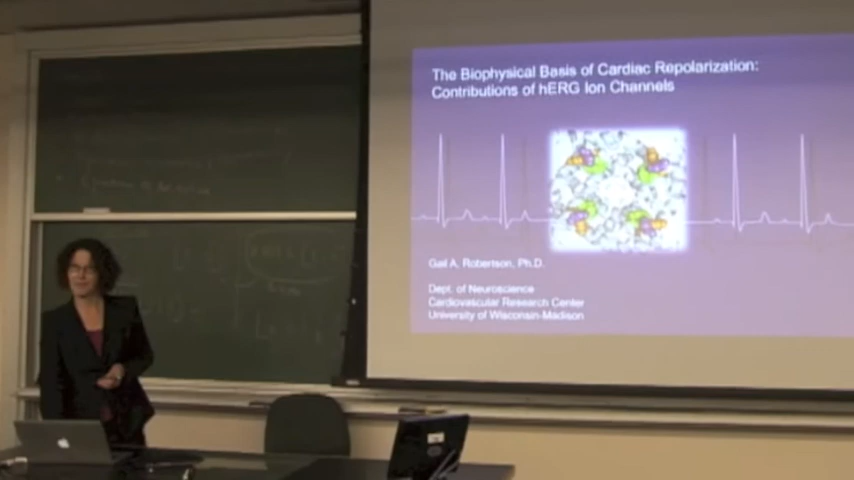 The Biophysical Basis of Cardiac Repolarization:
Contributions of hERG Ion Channels
Gail A. Robertson, Ph.D.
Dept. of Neuroscience
Cardiovascular Research Center
University of Wisconsin-Madison